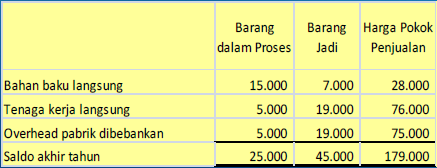 Barang dalam Proses Barang Jadi Harga Pokok Penjualan
Bahan baku langsung 15.000 7.000 28.000
Tenaga kerja langsung 5.000 19.000 76.000
Overhead pabrik dibebankan 5.000 19.000 75.000
Saldo akhir tahun 25.000 45.000 179.000